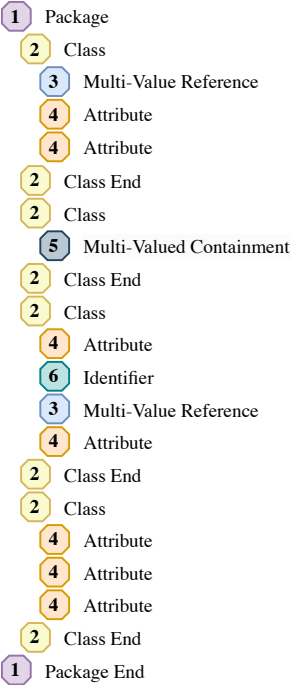 1 Package
2 Class
3 Multi-Value Reference
4 Attribute
4 Attribute
2 Class End
2 Class
5 Multi-Valued Containment
2 Class End
2 Class
4 Attribute
6 Identifier
3 Multi-Value Reference
4 Attribute
2 Class End
2 Class
4 Attribute
4 Attribute
4 Attribute
2 Class End
1 Package End